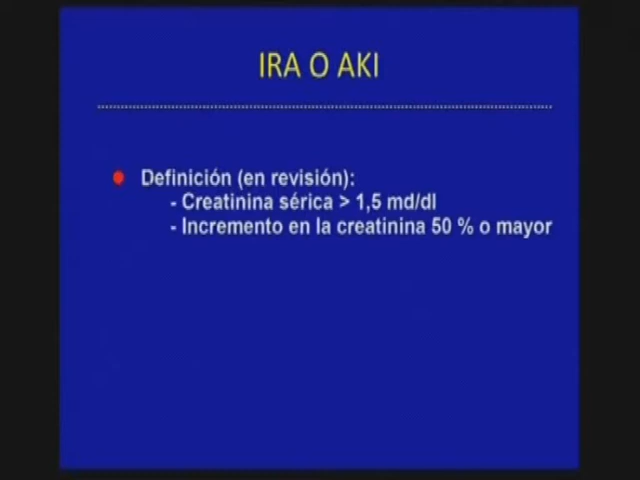 IRA O AKI
Definición (en revisión):
- Creatinina sérica > 1,5 md/dl
- Incremento en la creatinina 50 % o mayor